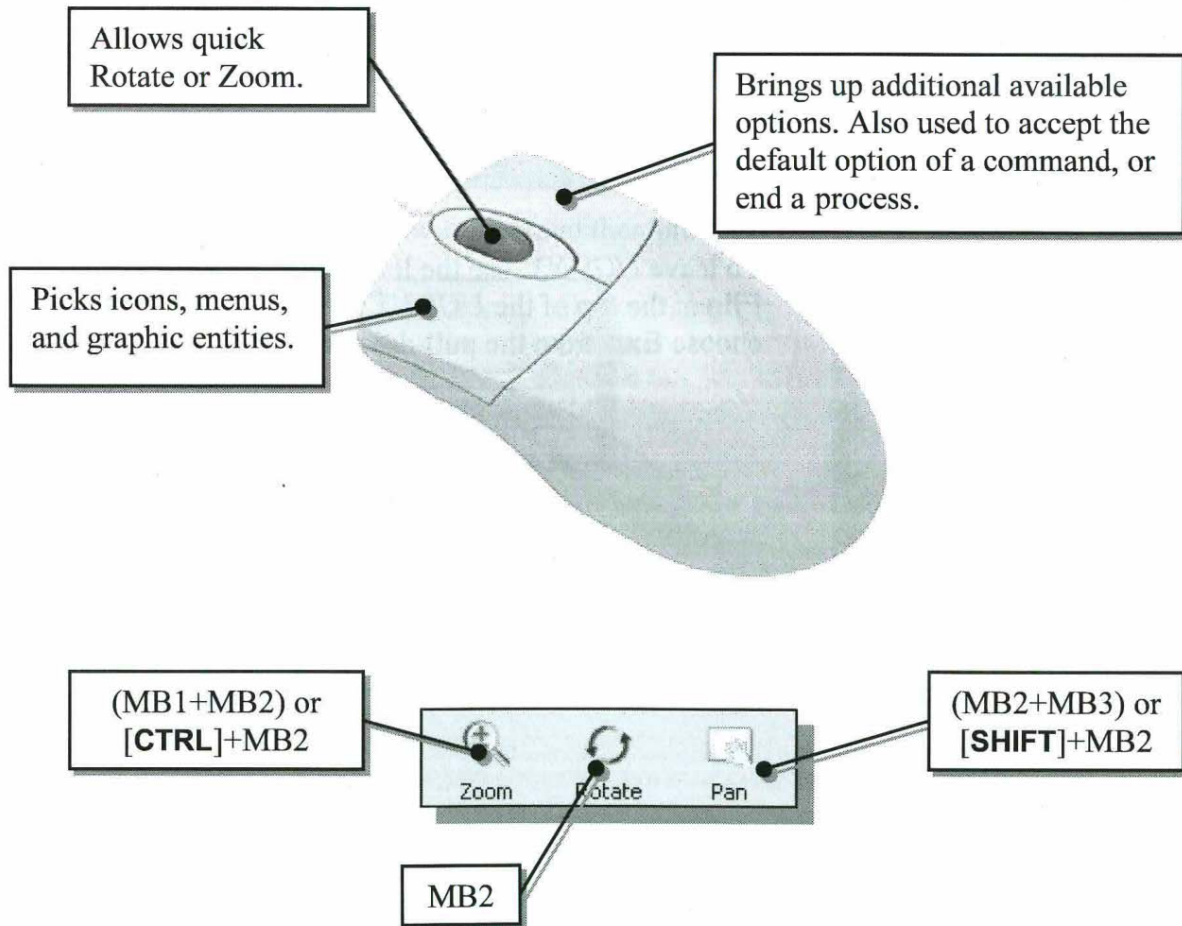 Allows quick
Rotate or Zoom.
Brings up additional available
options. Also used to accept the
default option of a command, or
end a process.
Picks icons, menus,
and graphic entities.
(MB1+MB2) or
[CTRL]+MB2
(MB2+MB3) or
[SHIFT]+MB2
Zoom
Rotate
Pan
MB2